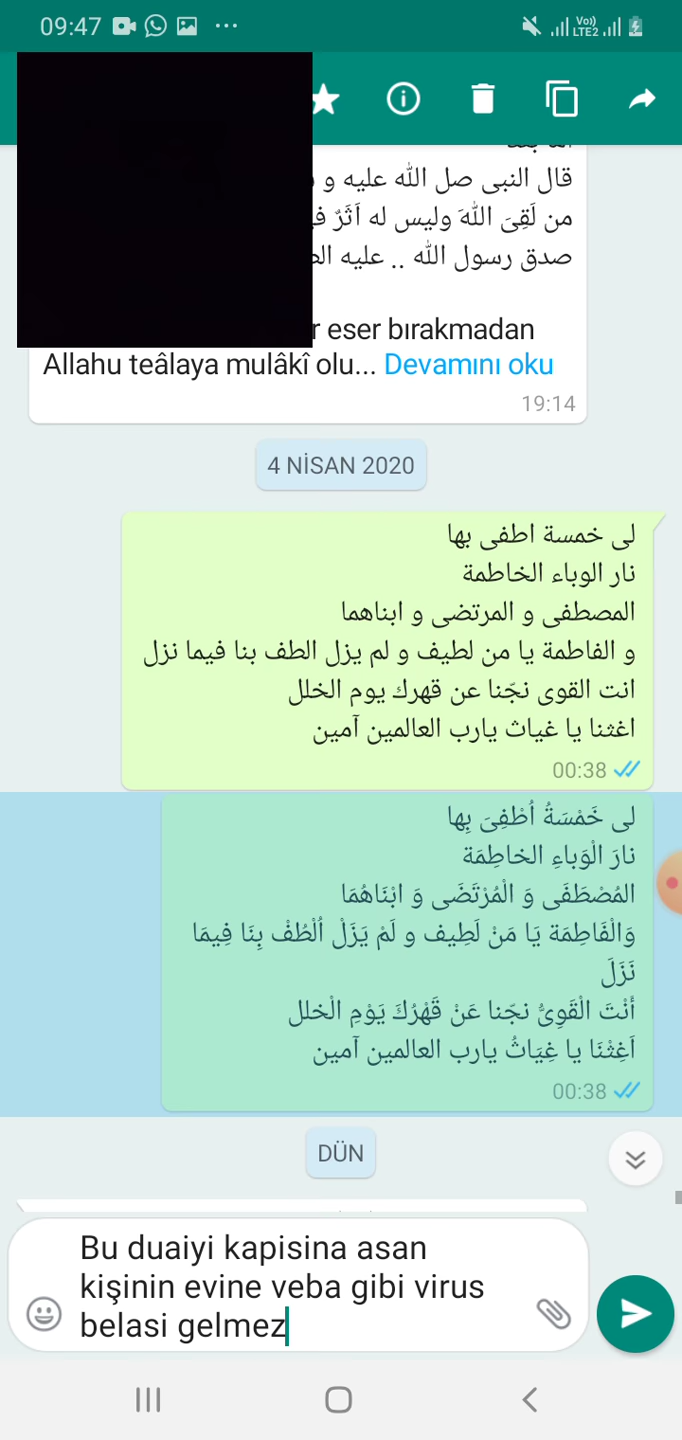 09:47
Vo))
LTE2
قال النبى صل الله عليه و
من لَقِىَ اللهَ وليس له اَثَرٌ
صدق رسول الله .. عليه
eser bırakmadan
Allahu teâlaya mulâkî olu... Devamını oku
19:14
4 NİSAN 2020
لى خمسة اطفى بها
نار الوباء الخاطمة
المصطفى و المرتضى و ابناهما
و الفاطمة يا من لطيف و لم يزل الطف بنا فيما نزل
انت القوى نجّنا عن قهرك يوم الخلل
اغثنا يا غياث يارب العالمين آمين
00:38
لى خَمْسَةُ اُطْفِىَ بِها
نارَ الْوَباءِ الخاطِمَة
المُصْطَفَى وَ الْمُرْتَضَى وَ ابْنَاهُمَا
وَالْفَاطِمَة يَا مَنْ لَطِيف و لَمْ يَزَلْ اُلْطُفْ بِنَا فِيمَا
نَزَلَ
أنْتَ الْقَوِىُّ نجّنا عَنْ قَهْرُكَ يَوْمِ الْخلل
اَغِثْنَا يا غِيَاثُ يارب العالمين آمين
00:38
DÜN
Bu duaiyi kapisina asan
kişinin evine veba gibi virus
belasi gelmez